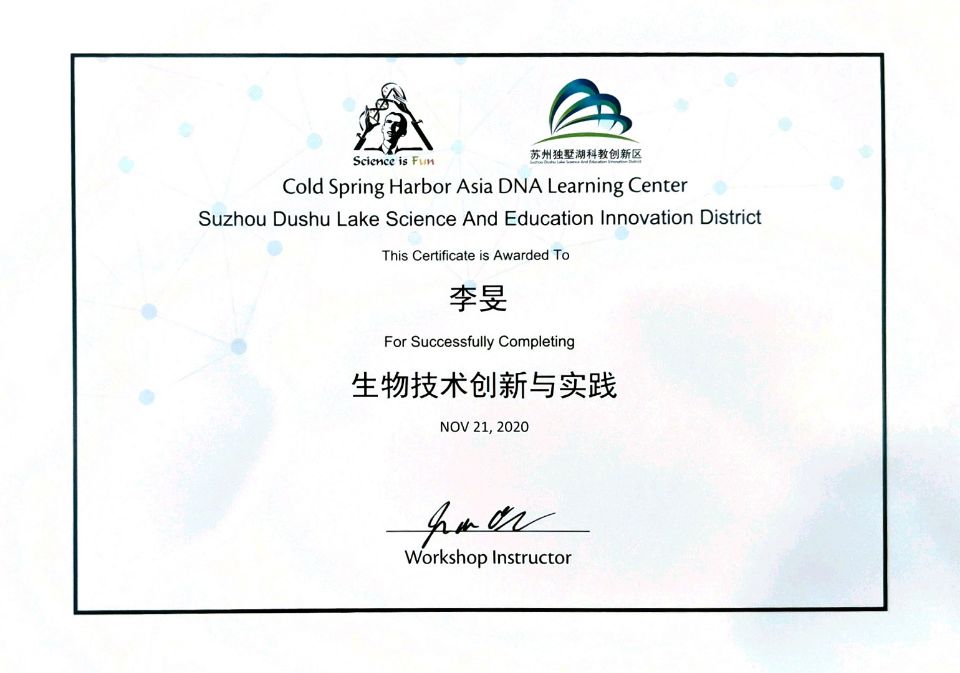 Science is Fun
苏州独墅湖科教创新区
Suzhou Dushu Lake Science And Education Innovation District
Cold Spring Harbor Asia DNA Learning Center
Suzhou Dushu Lake Science And Education Innovation District
This Certificate is Awarded To
李旻
For Successfully Completing
生物技术创新与实践
NOV 21, 2020
Workshop Instructor